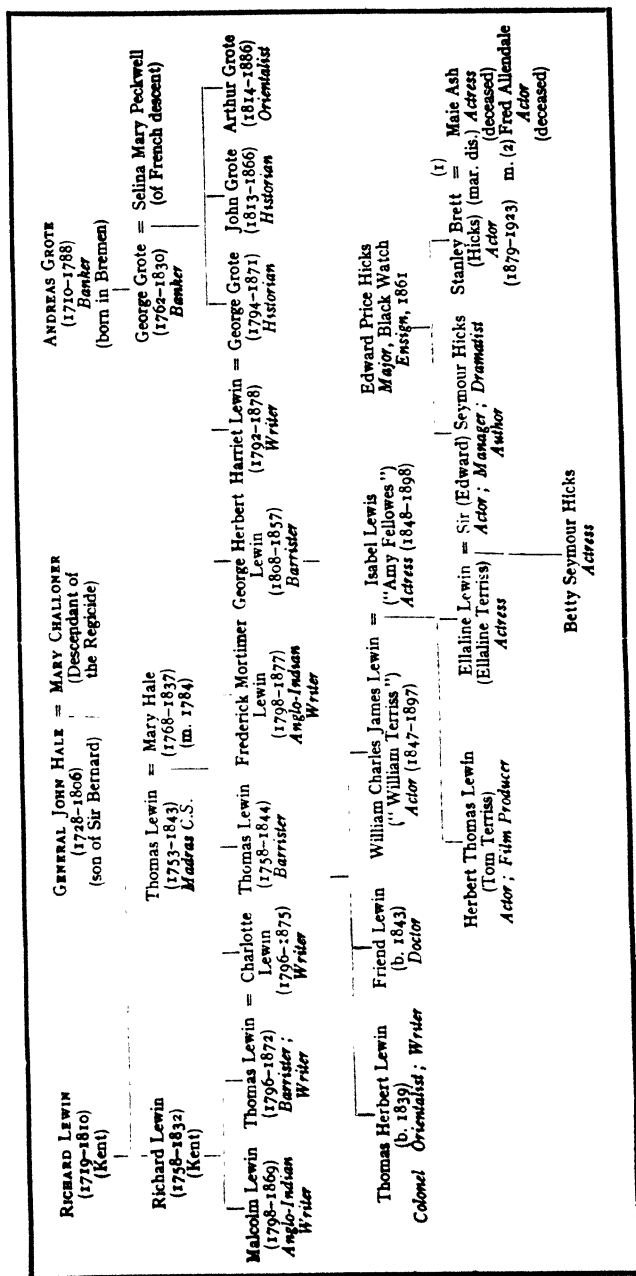 RICHARD LEWIN
(1719–1810)
(Kent)
GENERAL JOHN HALE = MARY CHALLONER
(1728–1806) (Descendant of
(son of Sir Bernard) the Regicide)
ANDREAS GROTE
(1710–1788)
Banker
(born in Bremen)
Richard Lewin
(1758–1832)
(Kent)
Thomas Lewin = Mary Hale
(1753–1843) (1768–1837)
Madras C.S. (m. 1784)
George Grote = Selina Mary Peckwell
(1762–1830) (of French descent)
Banker
Malcolm Lewin
(1798–1869)
Anglo-Indian
Writer
Thomas Lewin = Charlotte
(1796–1872) Lewin
Barrister; (1796–1875)
Writer Writer
Thomas Lewin
(1758–1844)
Barrister
Frederick Mortimer
Lewin
(1798–1877)
Anglo-Indian
Writer
George Herbert
Lewin
(1808–1857)
Barrister
Harriet Lewin = George Grote
(1792–1878) (1794–1871)
Writer Historian
John Grote
(1813–1866)
Historian
Arthur Grote
(1814–1886)
Orientalist
Thomas Herbert Lewin
(b. 1839)
Colonel Orientalist; Writer
Friend Lewin
(b. 1843)
Doctor
William Charles James Lewin = Isabel Lewis
("William Terriss") ("Amy Fellowes")
Actor (1847–1897) Actress (1848–1898)
Edward Price Hicks
Major, Black Watch
Ensign, 1861
Herbert Thomas Lewin
(Tom Terriss)
Actor; Film Producer
Ellaline Lewin = Sir (Edward) Seymour Hicks
(Ellaline Terriss) Actor; Manager; Dramatist
Actress Author
(1)
Stanley Brett = Maie Ash
(Hicks) (mar. dis.) Actress
Actor (deceased)
(1879–1923) m. (2) Fred Allendale
Actor
(deceased)
Betty Seymour Hicks
Actress